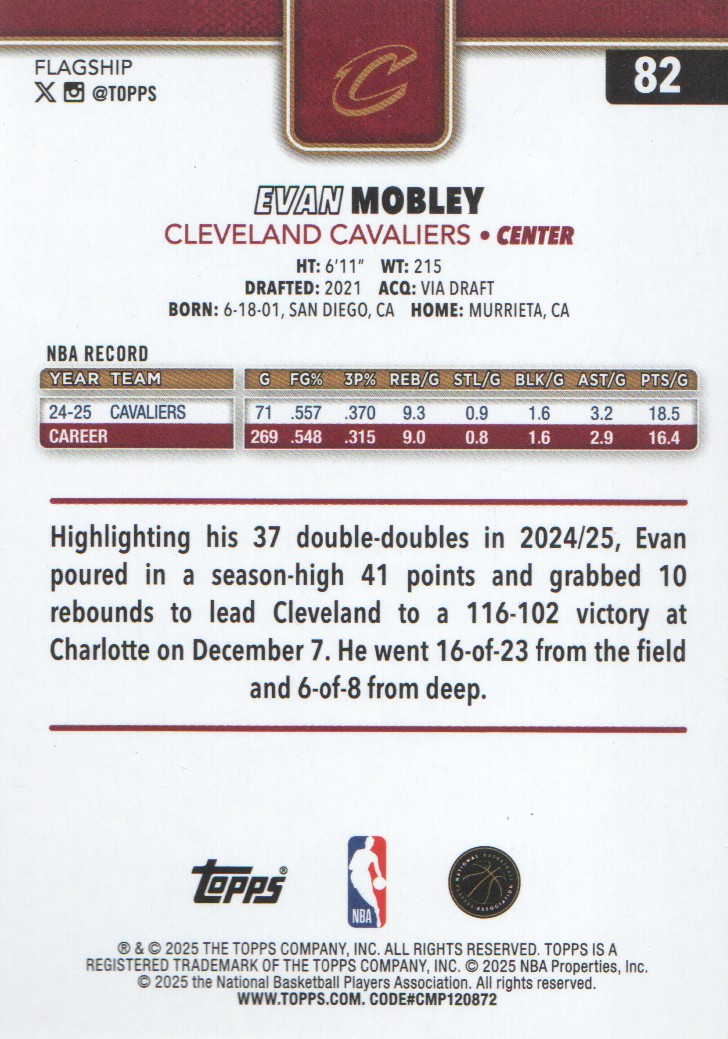 FLAGSHIP
X @TOPPS
82
C
EVAN MOBLEY
CLEVELAND CAVALIERS • CENTER
HT: 6'11" WT: 215
DRAFTED: 2021 ACQ: VIA DRAFT
BORN: 6-18-01, SAN DIEGO, CA HOME: MURRIETA, CA
NBA RECORD
YEAR TEAM G FG% 3P% REB/G STL/G BLK/G AST/G PTS/G
24-25 CAVALIERS 71 .557 .370 9.3 0.9 1.6 3.2 18.5
CAREER 269 .548 .315 9.0 0.8 1.6 2.9 16.4
Highlighting his 37 double-doubles in 2024/25, Evan
poured in a season-high 41 points and grabbed 10
rebounds to lead Cleveland to a 116-102 victory at
Charlotte on December 7. He went 16-of-23 from the field
and 6-of-8 from deep.
TOPPS®
NBA
NATIONAL BASKETBALL
PLAYERS ASSOCIATION
® & © 2025 THE TOPPS COMPANY, INC. ALL RIGHTS RESERVED. TOPPS IS A
REGISTERED TRADEMARK OF THE TOPPS COMPANY, INC. © 2025 NBA Properties, Inc.
© 2025 the National Basketball Players Association. All rights reserved.
WWW.TOPPS.COM. CODE#CMP120872